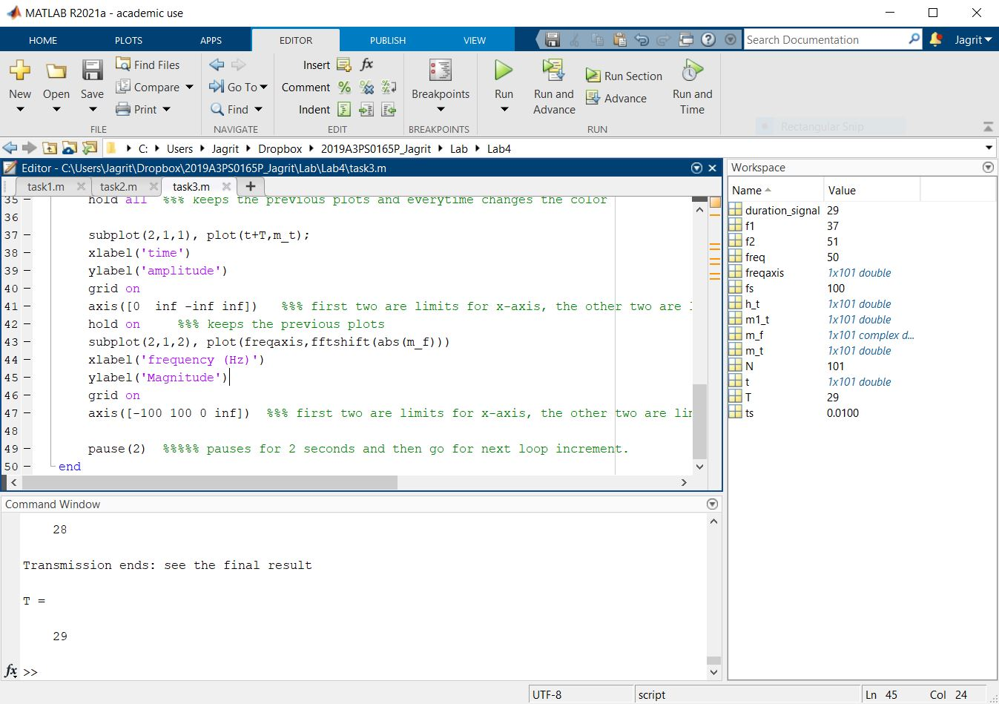 MATLAB R2021a - academic use
HOME PLOTS APPS EDITOR PUBLISH VIEW Search Documentation Jagrit
New Open Save Find Files Compare Print
FILE
Go To Find
NAVIGATE
Insert fx
Comment % % %
Indent
EDIT
Breakpoints
BREAKPOINTS
Run Run and Advance Run Section Advance Run and Time
RUN
Rectangular Snip
C: Users Jagrit Dropbox 2019A3PS0165P_Jagrit Lab Lab4
Editor - C:\Users\Jagrit\Dropbox\2019A3PS0165P_Jagrit\Lab\Lab4\task3.m
task1.m task2.m task3.m +
35 – hold all %%% keeps the previous plots and everytime changes the color
36
37 – subplot(2,1,1), plot(t+T,m_t);
38 – xlabel('time')
39 – ylabel('amplitude')
40 – grid on
41 – axis([0 inf -inf inf]) %%% first two are limits for x-axis, the other two are
42 – hold on %%% keeps the previous plots
43 – subplot(2,1,2), plot(freqaxis,fftshift(abs(m_f)))
44 – xlabel('frequency (Hz)')
45 – ylabel('Magnitude')
46 – grid on
47 – axis([-100 100 0 inf]) %%% first two are limits for x-axis, the other two are
48
49 – pause(2) %%%%% pauses for 2 seconds and then go for next loop increment.
50 – end
Command Window
28
Transmission ends: see the final result
T =
29
fx >>
Workspace
Name Value
duration_signal 29
f1 37
f2 51
freq 50
freqaxis 1x101 double
fs 100
h_t 1x101 double
m1_t 1x101 double
m_f 1x101 complex d...
m_t 1x101 double
N 101
t 1x101 double
T 29
ts 0.0100
UTF-8 script Ln 45 Col 24